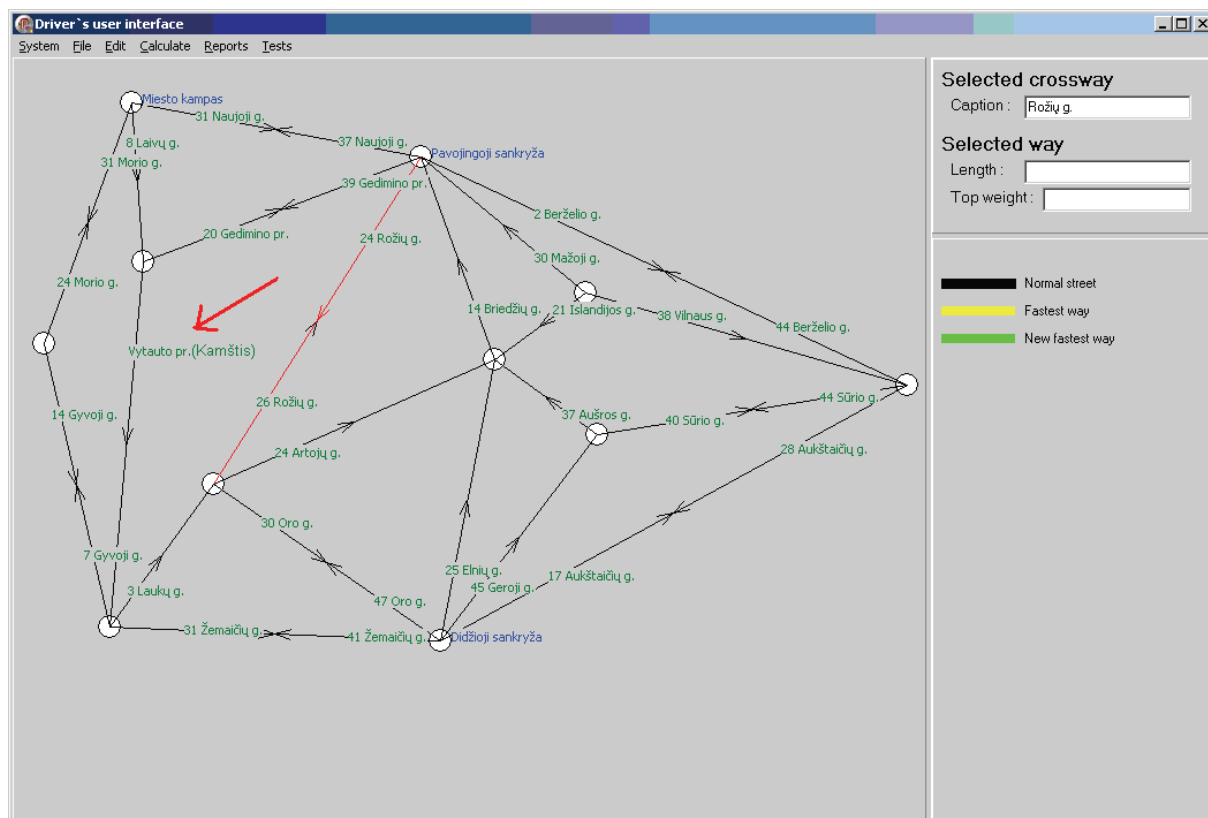 Driver`s user interface
System File Edit Calculate Reports Tests
Miesto kampas
31 Naujoji g.
8 Laivų g.
37 Naujoji g.
31 Morio g.
Pavojingoji sankryža
39 Gedimino pr.
2 Berželio g.
20 Gedimino pr.
24 Rožių g.
30 Mažoji g.
24 Morio g.
14 Briedžių g.
21 Islandijos g.
38 Vilnaus g.
44 Berželio g.
Vytauto pr.(Kamštis)
14 Gyvoji g.
26 Rožių g.
37 Aušros g.
40 Sūrio g.
44 Sūrio g.
24 Artojų g.
28 Aukštaičių g.
30 Oro g.
7 Gyvoji g.
25 Elnių g.
17 Aukštaičių g.
3 Laukų g.
45 Geroji g.
47 Oro g.
31 Žemaičių g.
41 Žemaičių g.
Didžioji sankryža
Selected crossway
Caption : Rožių g.
Selected way
Length :
Top weight :
Normal street
Fastest way
New fastest way